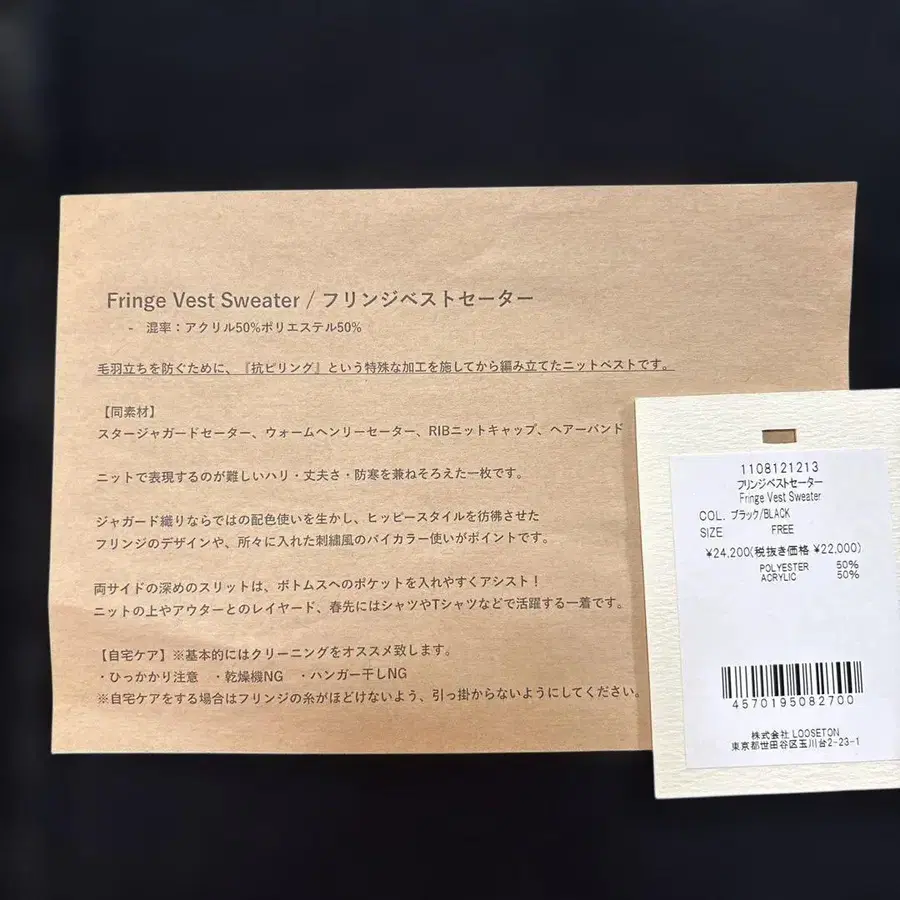 Fringe Vest Sweater / フリンジベストセーター
- 混率：アクリル50%ポリエステル50%
毛羽立ちを防ぐために、『抗ピリング』という特殊な加工を施してから編み立てたニットベストです。
【同素材】
スタージャガードセーター、ウォームヘンリーセーター、RIBニットキャップ、ヘアーバンド
ニットで表現するのが難しいハリ・丈夫さ・防寒を兼ねそろえた一枚です。
ジャガード織りならではの配色使いを生かし、ヒッピースタイルを彷彿させた
フリンジのデザインや、所々に入れた刺繍風のバイカラー使いがポイントです。
両サイドの深めのスリットは、ボトムスへのポケットを入れやすくアシスト！
ニットの上やアウターとのレイヤード、春先にはシャツやTシャツなどで活躍する一着です。
【自宅ケア】※基本的にはクリーニングをオススメ致します。
・ひっかかり注意 ・乾燥機NG ・ハンガー干しNG
※自宅ケアをする場合はフリンジの糸がほどけないよう、引っ掛からないようにしてください。
1108121213
フリンジベストセーター
Fringe Vest Sweater
COL. ブラック/BLACK
SIZE FREE
¥24,200(税抜き価格 ¥22,000)
POLYESTER 50%
ACRYLIC 50%
4570195082700
株式会社 LOOSETON
東京都世田谷区玉川台2-23-1